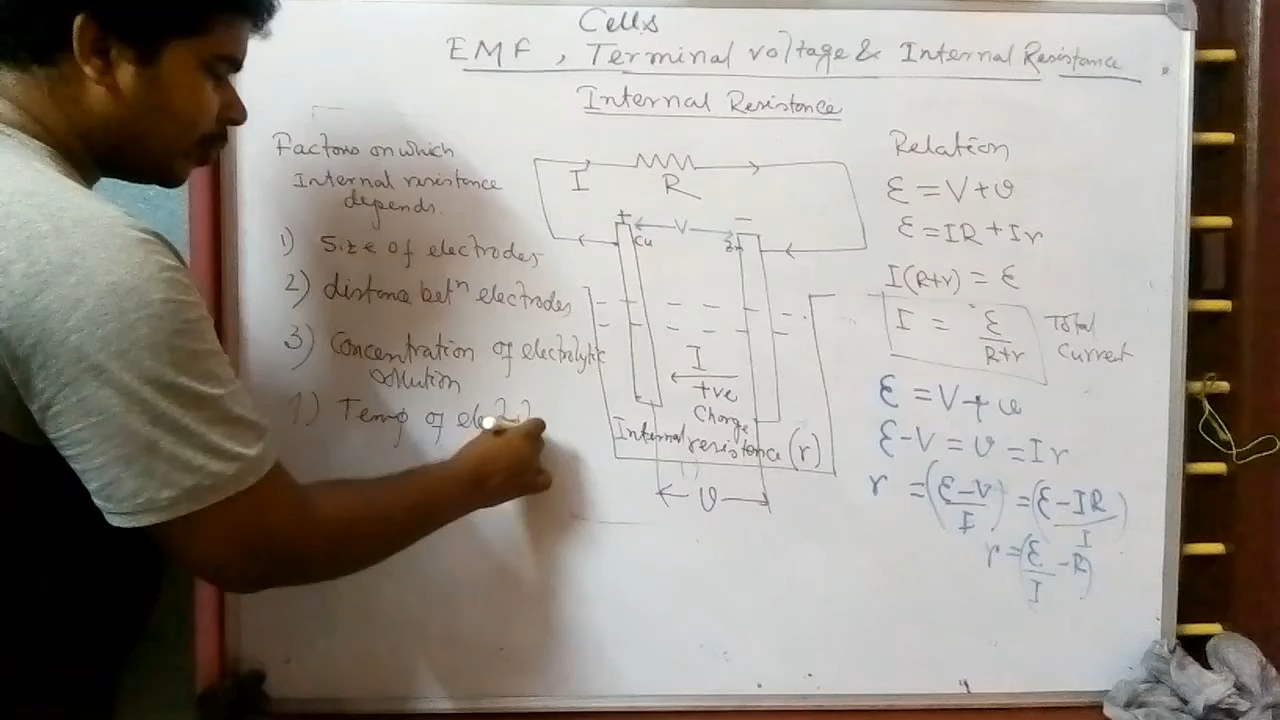 Cells
EMF, Terminal voltage & Internal Resistance
Internal Resistance
Factors on which
Internal resistance
depends.
1) Size of electrodes
2) distance betⁿ electrodes
3) Concentration of electrolytic
solution
4) Temp of
I R
+ V −
Cu Zn
I
+ve
Charge
Internal resistance (r)
v
Relation
ε = V + v
ε = IR + Ir
I(R+r) = ε
I = ε/(R+r) Total
Current
ε = V + v
ε - V = v = Ir
r = (ε-V/I) = (ε-IR/I)
r = (ε/I - R)